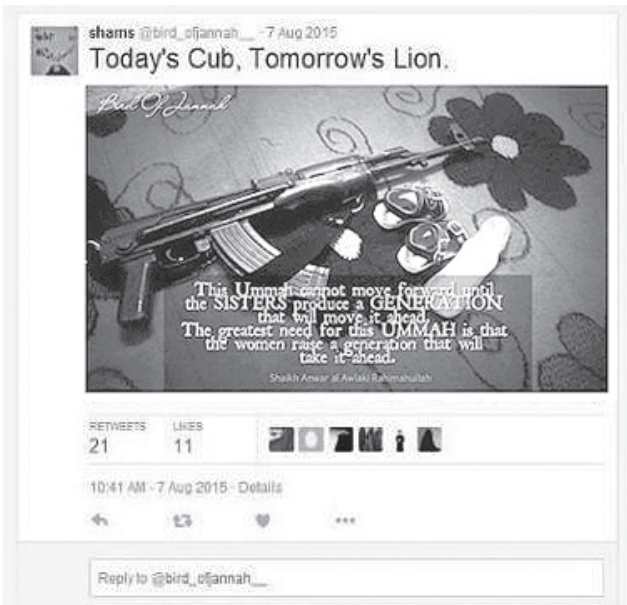 shams @bird_ofjannah__ - 7 Aug 2015
Today's Cub, Tomorrow's Lion.
Bird Of Jannah
This Ummah cannot move forward until
the SISTERS produce a GENERATION
that will move it ahead.
The greatest need for this UMMAH is that
the women raise a generation that will
take it ahead.
Shaikh Anwar al Awlaki Rahimahullah
RETWEETS LIKES
21 11
10:41 AM - 7 Aug 2015 - Details
Reply to @bird_ofjannah__